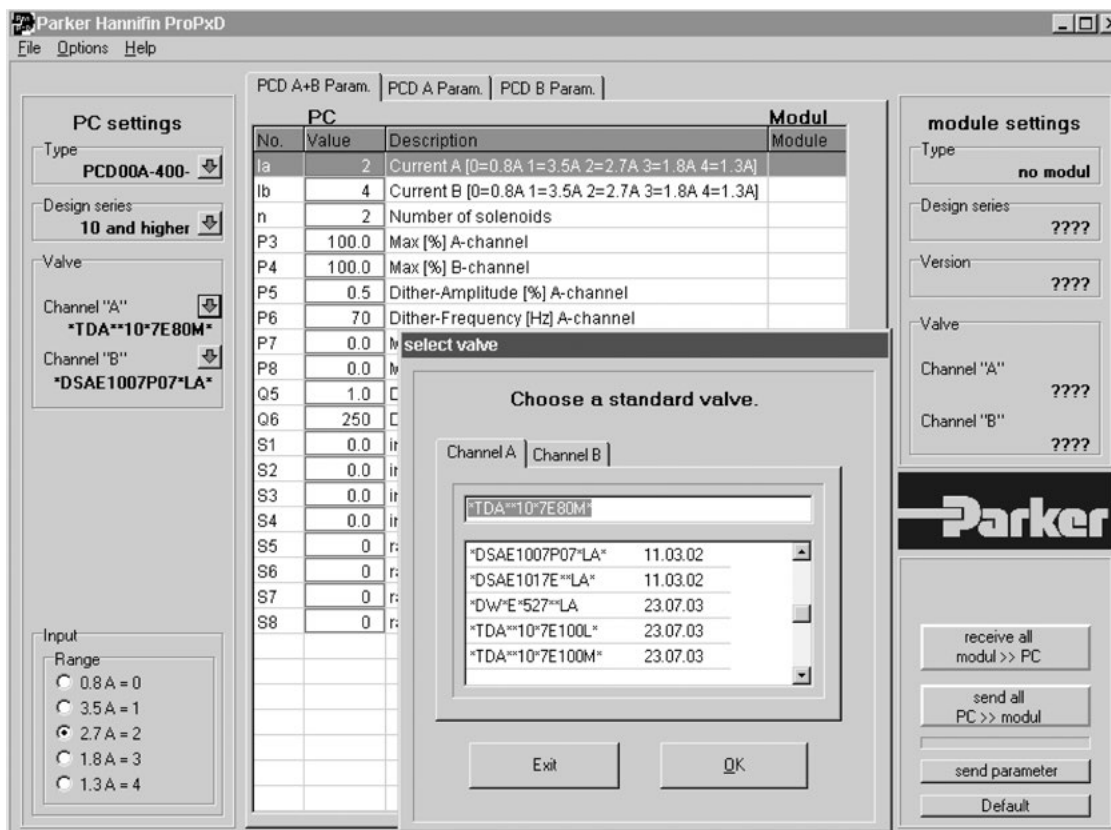 Parker Hannifin ProPxD
File Options Help
PC settings
Type
PCD00A-400-
Design series
10 and higher
Valve
Channel "A"
*TDA**10*7E80M*
Channel "B"
*DSAE1007P07*LA*
Input
Range
0.8 A = 0
3.5 A = 1
2.7 A = 2
1.8 A = 3
1.3 A = 4
PCD A+B Param. PCD A Param. PCD B Param.
PC Modul
No. Value Description Module
Ia 2 Current A [0=0.8A 1=3.5A 2=2.7A 3=1.8A 4=1.3A]
Ib 4 Current B [0=0.8A 1=3.5A 2=2.7A 3=1.8A 4=1.3A]
n 2 Number of solenoids
P3 100.0 Max [%] A-channel
P4 100.0 Max [%] B-channel
P5 0.5 Dither-Amplitude [%] A-channel
P6 70 Dither-Frequency [Hz] A-channel
P7 0.0
P8 0.0
Q5 1.0
Q6 250
S1 0.0
S2 0.0
S3 0.0
S4 0.0
S5 0
S6 0
S7 0
S8 0
select valve
Choose a standard valve.
Channel A Channel B
*TDA**10*7E80M*
*DSAE1007P07*LA* 11.03.02
*DSAE1017E**LA* 11.03.02
*DW*E*527**LA 23.07.03
*TDA**10*7E100L* 23.07.03
*TDA**10*7E100M* 23.07.03
Exit OK
module settings
Type
no modul
Design series
????
Version
????
Valve
Channel "A"
????
Channel "B"
????
Parker
receive all
modul >> PC
send all
PC >> modul
send parameter
Default